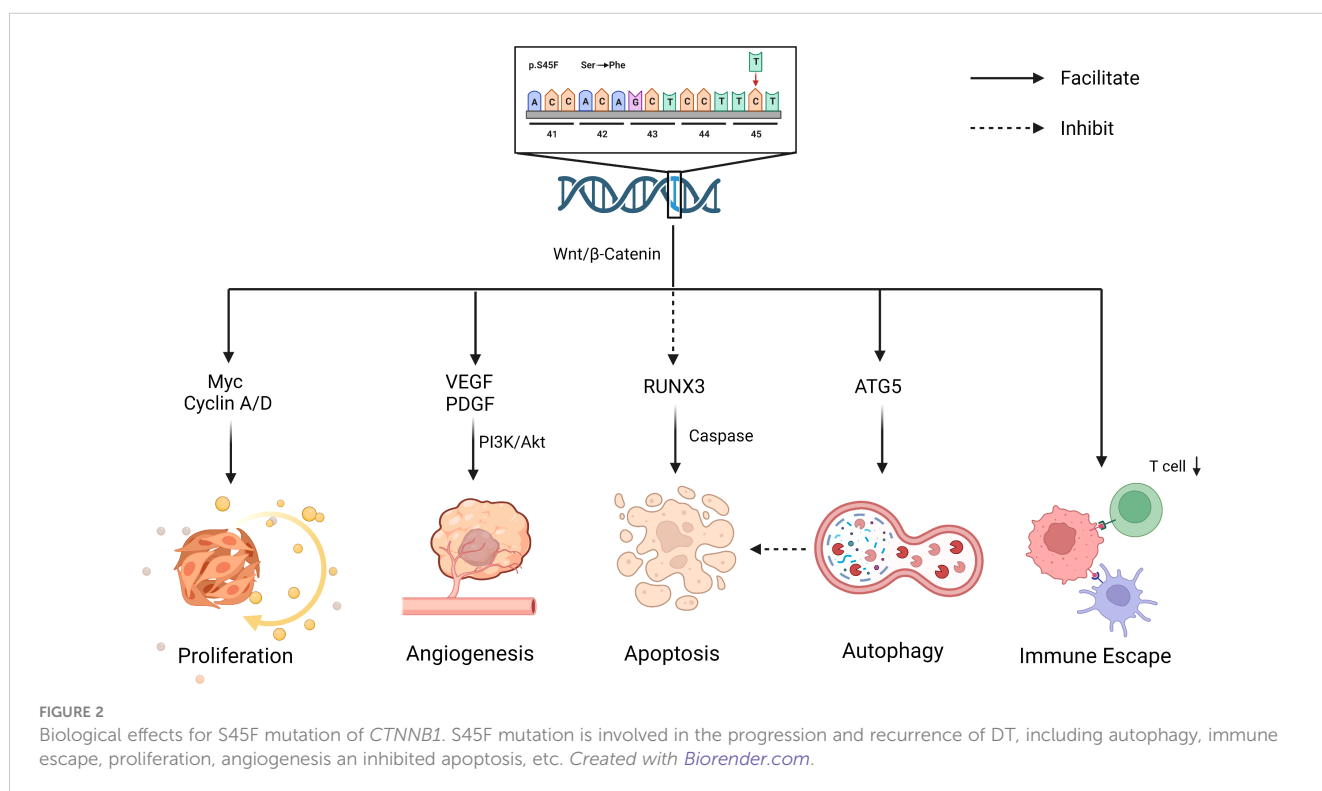 p.S45F Ser→Phe
T
A C C A C A G C T C C T T C T
41 42 43 44 45
Facilitate
Inhibit
Wnt/β-Catenin
Myc
Cyclin A/D
VEGF
PDGF
RUNX3
ATG5
PI3K/Akt
Caspase
T cell ↓
Proliferation
Angiogenesis
Apoptosis
Autophagy
Immune Escape
FIGURE 2
Biological effects for S45F mutation of CTNNB1. S45F mutation is involved in the progression and recurrence of DT, including autophagy, immune
escape, proliferation, angiogenesis an inhibited apoptosis, etc. Created with Biorender.com.